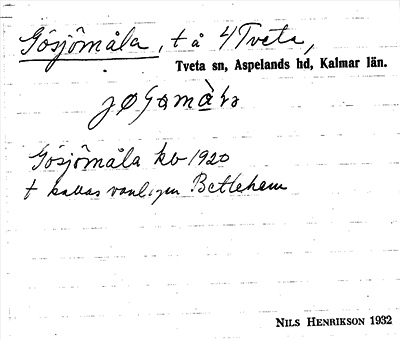 Gösjömåla, t å 4 Tveta,
Tveta sn, Aspelands hd, Kalmar län.
Gösjömåla kb 1920
t kallas vanligen Betlehem
NILS HENRIKSON 1932